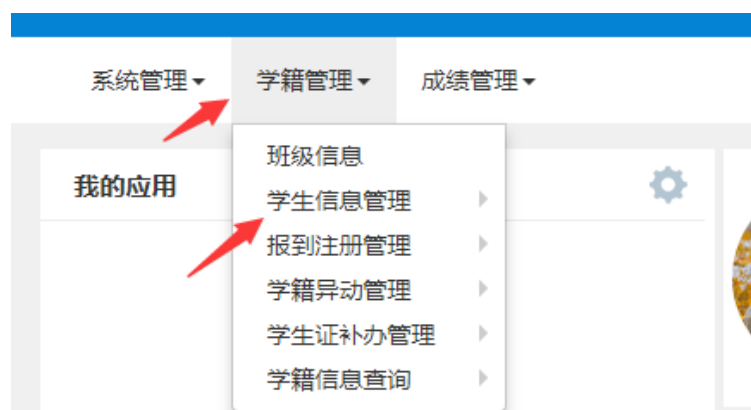 系统管理 学籍管理 成绩管理
班级信息
我的应用
学生信息管理
报到注册管理
学籍异动管理
学生证补办管理
学籍信息查询